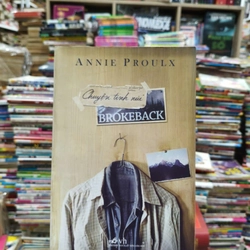 ANNIE PROULX
Chuyện tình núi
BROKEBACK